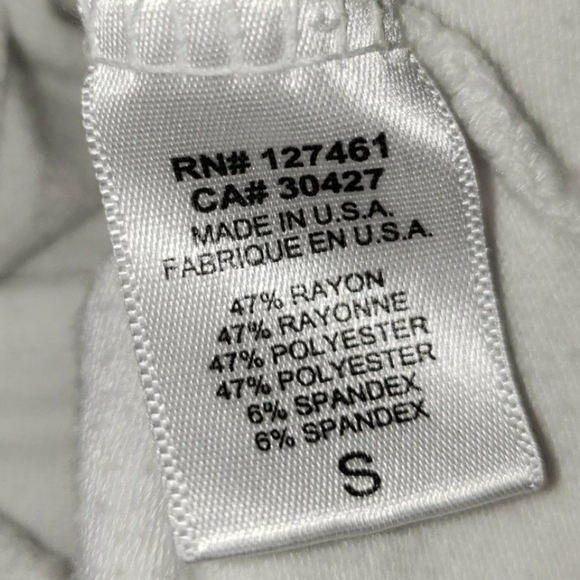 RN# 127461
CA# 30427
MADE IN U.S.A.
FABRIQUE EN U.S.A.
47% RAYON
47% RAYONNE
47% POLYESTER
47% POLYESTER
6% SPANDEX
6% SPANDEX
S